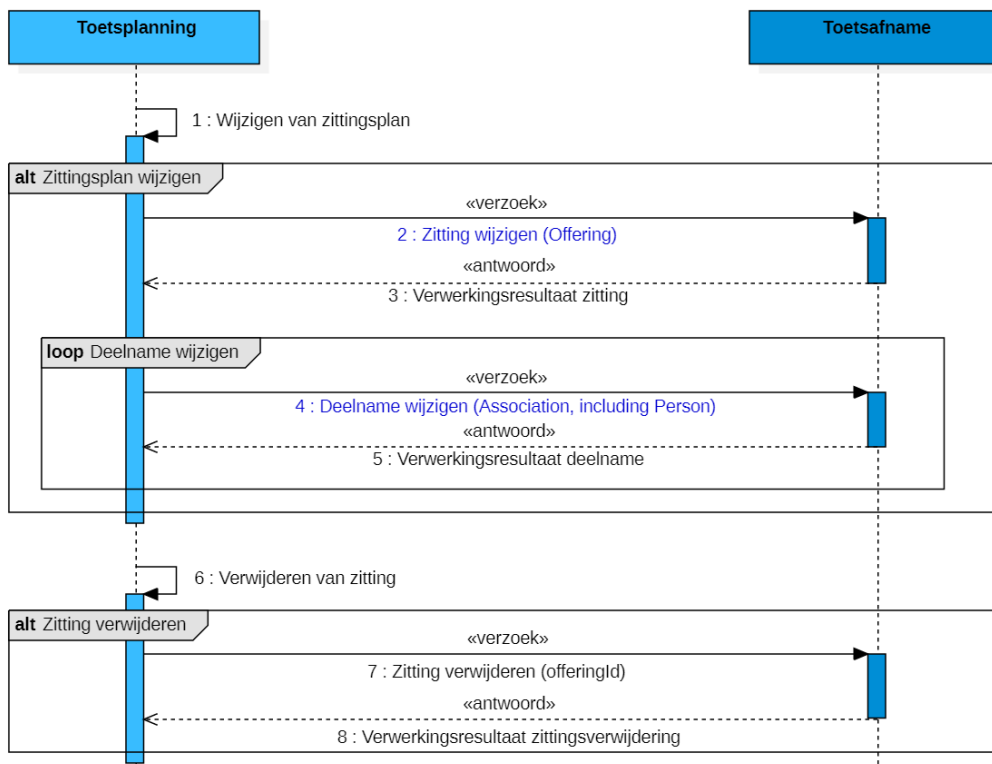 Toetsplanning
Toetsafname
1 : Wijzigen van zittingsplan
alt Zittingsplan wijzigen
«verzoek»
2 : Zitting wijzigen (Offering)
«antwoord»
3 : Verwerkingsresultaat zitting
loop Deelname wijzigen
«verzoek»
4 : Deelname wijzigen (Association, including Person)
«antwoord»
5 : Verwerkingsresultaat deelname
6 : Verwijderen van zitting
alt Zitting verwijderen
«verzoek»
7 : Zitting verwijderen (offeringId)
«antwoord»
8 : Verwerkingsresultaat zittingsverwijdering